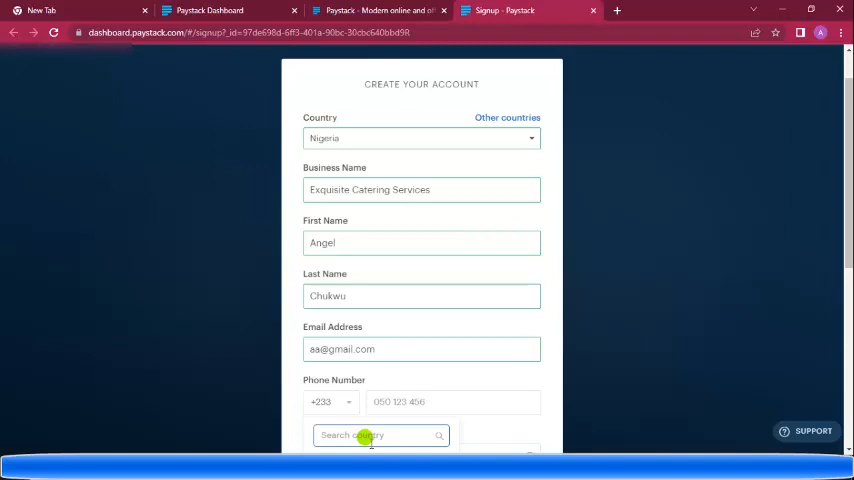 New Tab
Paystack Dashboard
Paystack - Modern online and of
Signup - Paystack
dashboard.paystack.com/#/signup?_id=97de698d-6ff3-401a-90bc-30cbc640bbd9R
A
CREATE YOUR ACCOUNT
Country
Other countries
Nigeria
Business Name
Exquisite Catering Services
First Name
Angel
Last Name
Chukwu
Email Address
aa@gmail.com
Phone Number
+233
050 123 456
Search country
SUPPORT